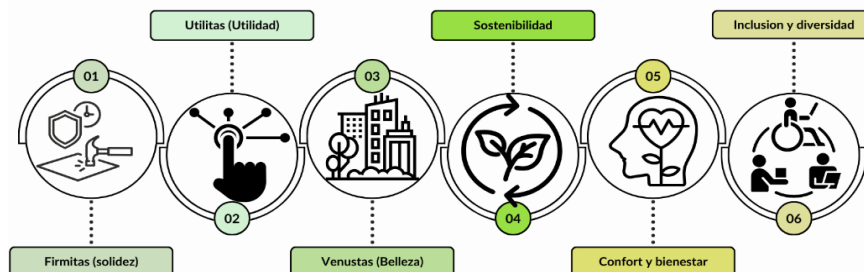 Utilitas (Utilidad)
Sostenibilidad
Inclusion y diversidad
01
03
05
02
04
06
Firmitas (solidez)
Venustas (Belleza)
Confort y bienestar